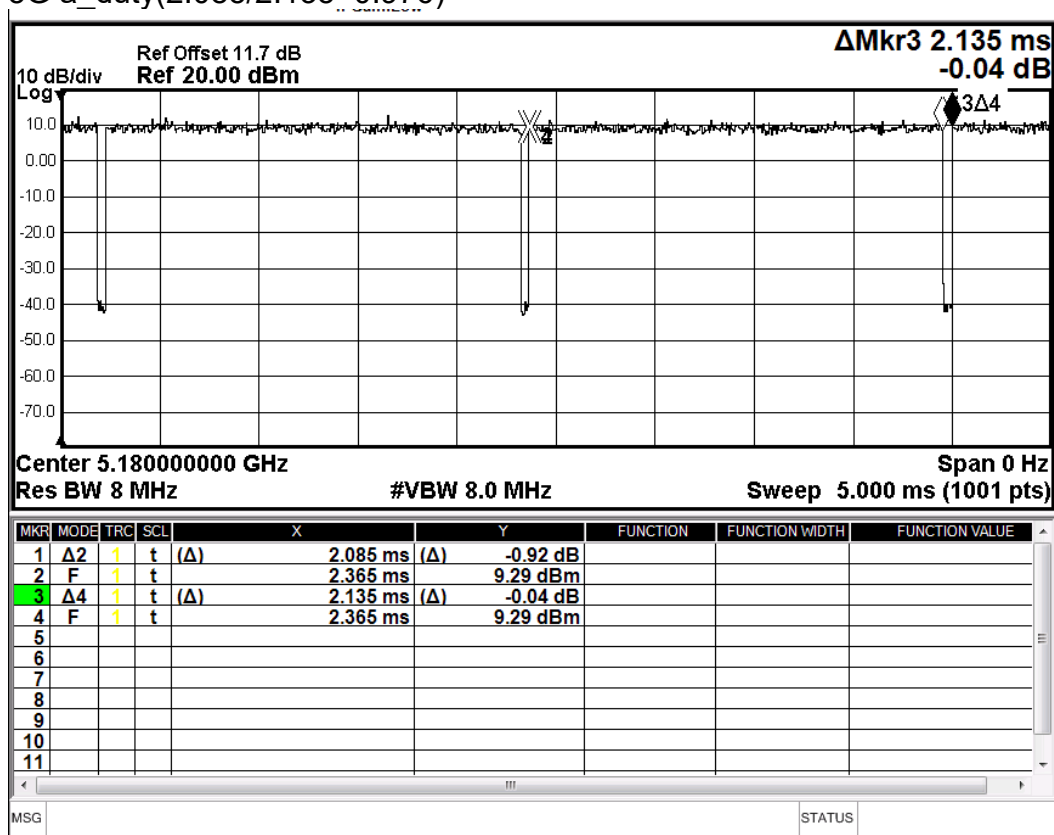 ΔMkr3 2.135 ms
Ref Offset 11.7 dB
-0.04 dB
10 dB/div Ref 20.00 dBm
Log
3Δ4
10.0
0.00
-10.0
-20.0
-30.0
-40.0
-50.0
-60.0
-70.0
Center 5.180000000 GHz Span 0 Hz
Res BW 8 MHz #VBW 8.0 MHz Sweep 5.000 ms (1001 pts)
MKR MODE TRC SCL X Y FUNCTION FUNCTION WIDTH FUNCTION VALUE
1 Δ2 1 t (Δ) 2.085 ms (Δ) -0.92 dB
2 F 1 t 2.365 ms 9.29 dBm
3 Δ4 1 t (Δ) 2.135 ms (Δ) -0.04 dB
4 F 1 t 2.365 ms 9.29 dBm
5
6
7
8
9
10
11
MSG STATUS